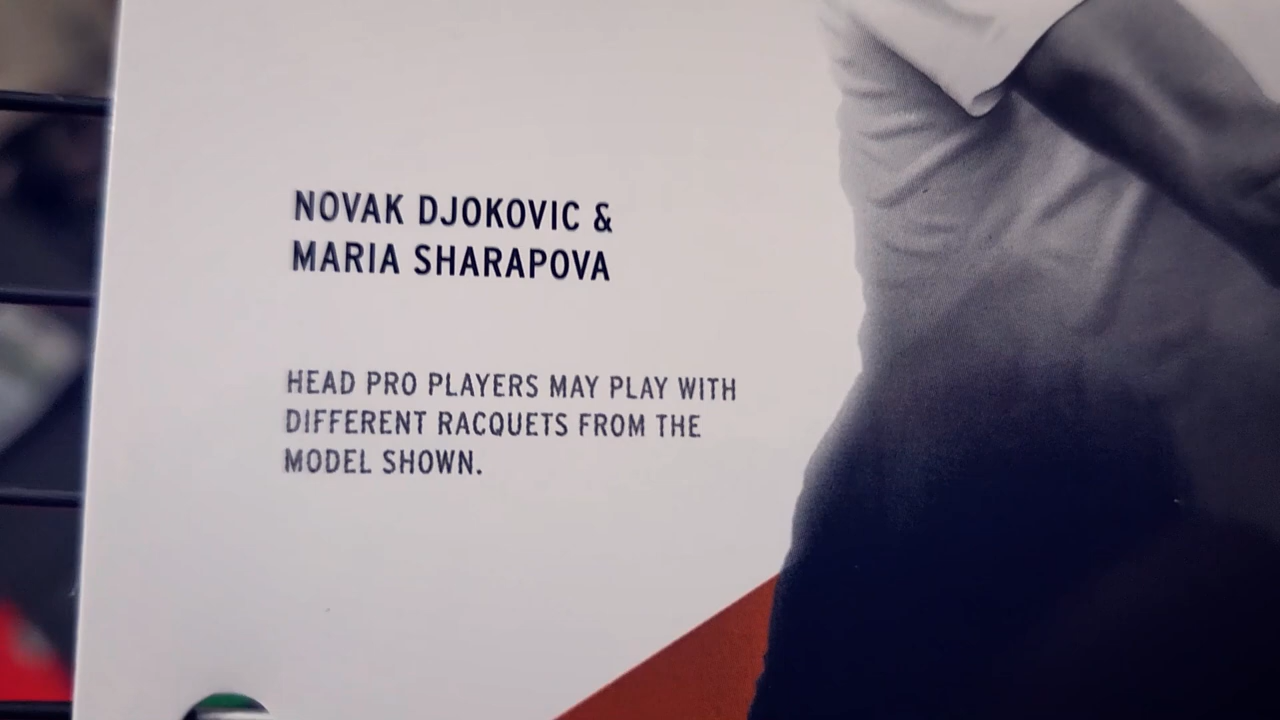 NOVAK DJOKOVIC &
MARIA SHARAPOVA
HEAD PRO PLAYERS MAY PLAY WITH
DIFFERENT RACQUETS FROM THE
MODEL SHOWN.